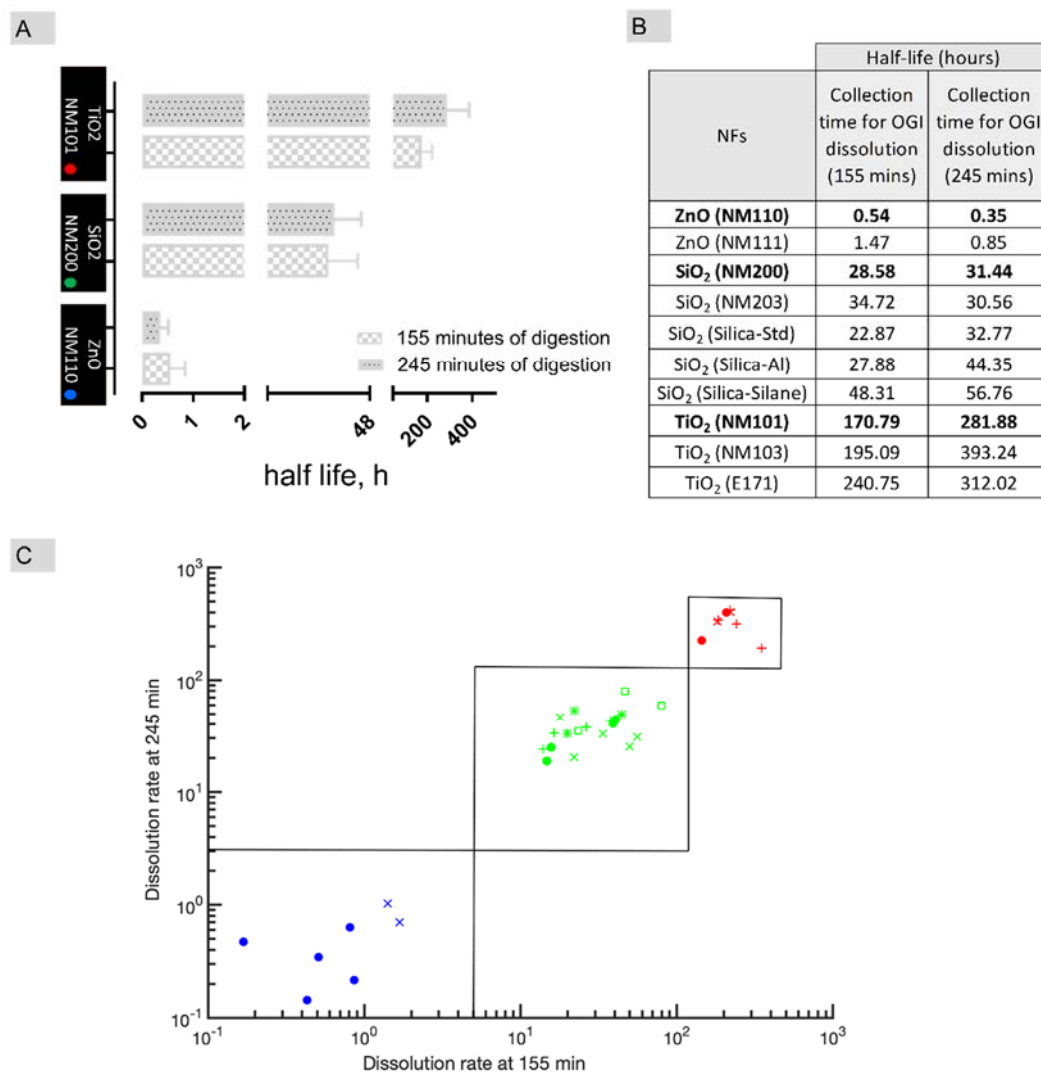 A
TiO2
NM101
SiO2
NM200
ZnO
NM110
155 minutes of digestion
245 minutes of digestion
0 1 2 48 200 400
half life, h
B
Half-life (hours)
NFs
Collection time for OGI dissolution (155 mins)
Collection time for OGI dissolution (245 mins)
ZnO (NM110) 0.54 0.35
ZnO (NM111) 1.47 0.85
SiO₂ (NM200) 28.58 31.44
SiO₂ (NM203) 34.72 30.56
SiO₂ (Silica-Std) 22.87 32.77
SiO₂ (Silica-Al) 27.88 44.35
SiO₂ (Silica-Silane) 48.31 56.76
TiO₂ (NM101) 170.79 281.88
TiO₂ (NM103) 195.09 393.24
TiO₂ (E171) 240.75 312.02
C
Dissolution rate at 245 min
10³
10²
10¹
10⁰
10⁻¹
10⁻¹ 10⁰ 10¹ 10² 10³
Dissolution rate at 155 min